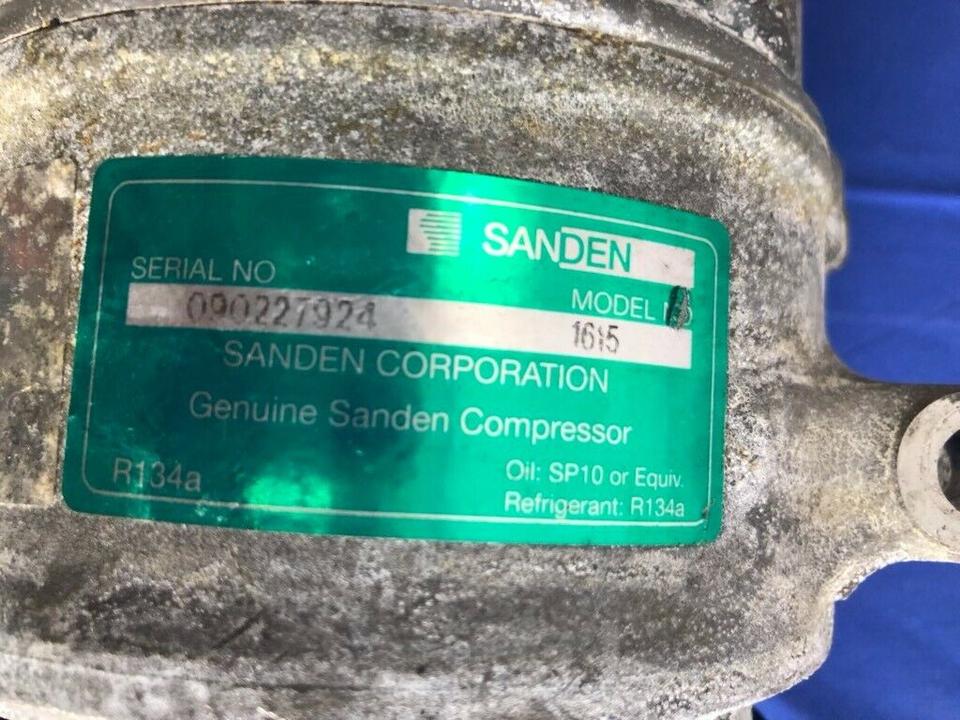 SANDEN
SERIAL NO
MODEL
090227924
1615
SANDEN CORPORATION
Genuine Sanden Compressor
R134a
Oil: SP10 or Equiv.
Refrigerant: R134a